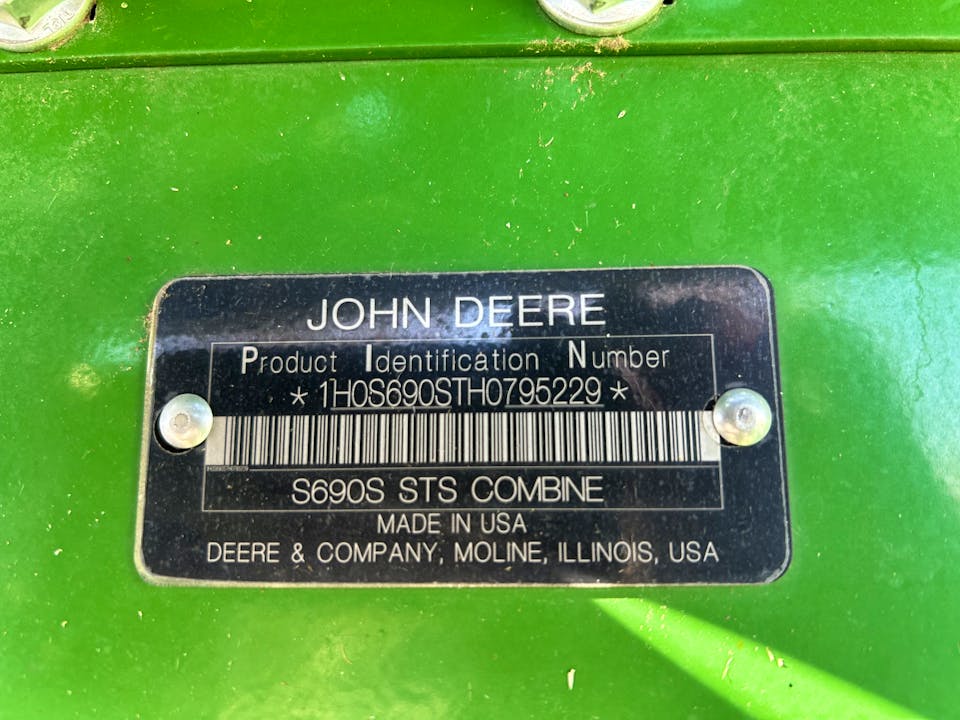 JOHN DEERE
Product Identification Number
*1H0S690STH0795229*
S690S STS COMBINE
MADE IN USA
DEERE & COMPANY, MOLINE, ILLINOIS, USA